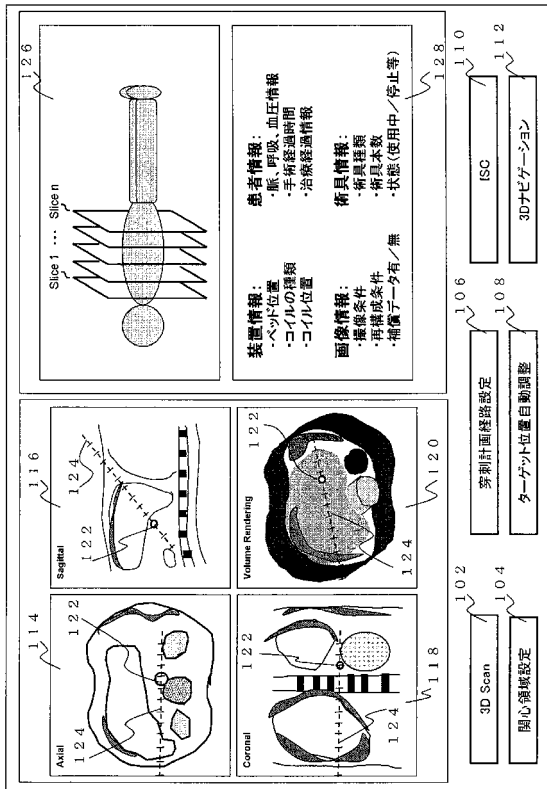 114
Axial
122
124
116
Sagittal
124
122
Coronal
122
124
118
Volume Rendering
122
124
120
126
Slice 1 … Slice n
装置情報:
・ベッド位置
・コイルの種類
・コイル位置
患者情報:
・脈、呼吸、血圧情報
・手術経過時間
・治療経過情報
画像情報:
・撮像条件
・再構成条件
・補償データ有/無
術具情報:
・術具種類
・術具本数
・状態(使用中/停止等)
128
102
3D Scan
104
関心領域設定
106
穿刺計画経路設定
108
ターゲット位置自動調整
110
ISC
112
3Dナビゲーション